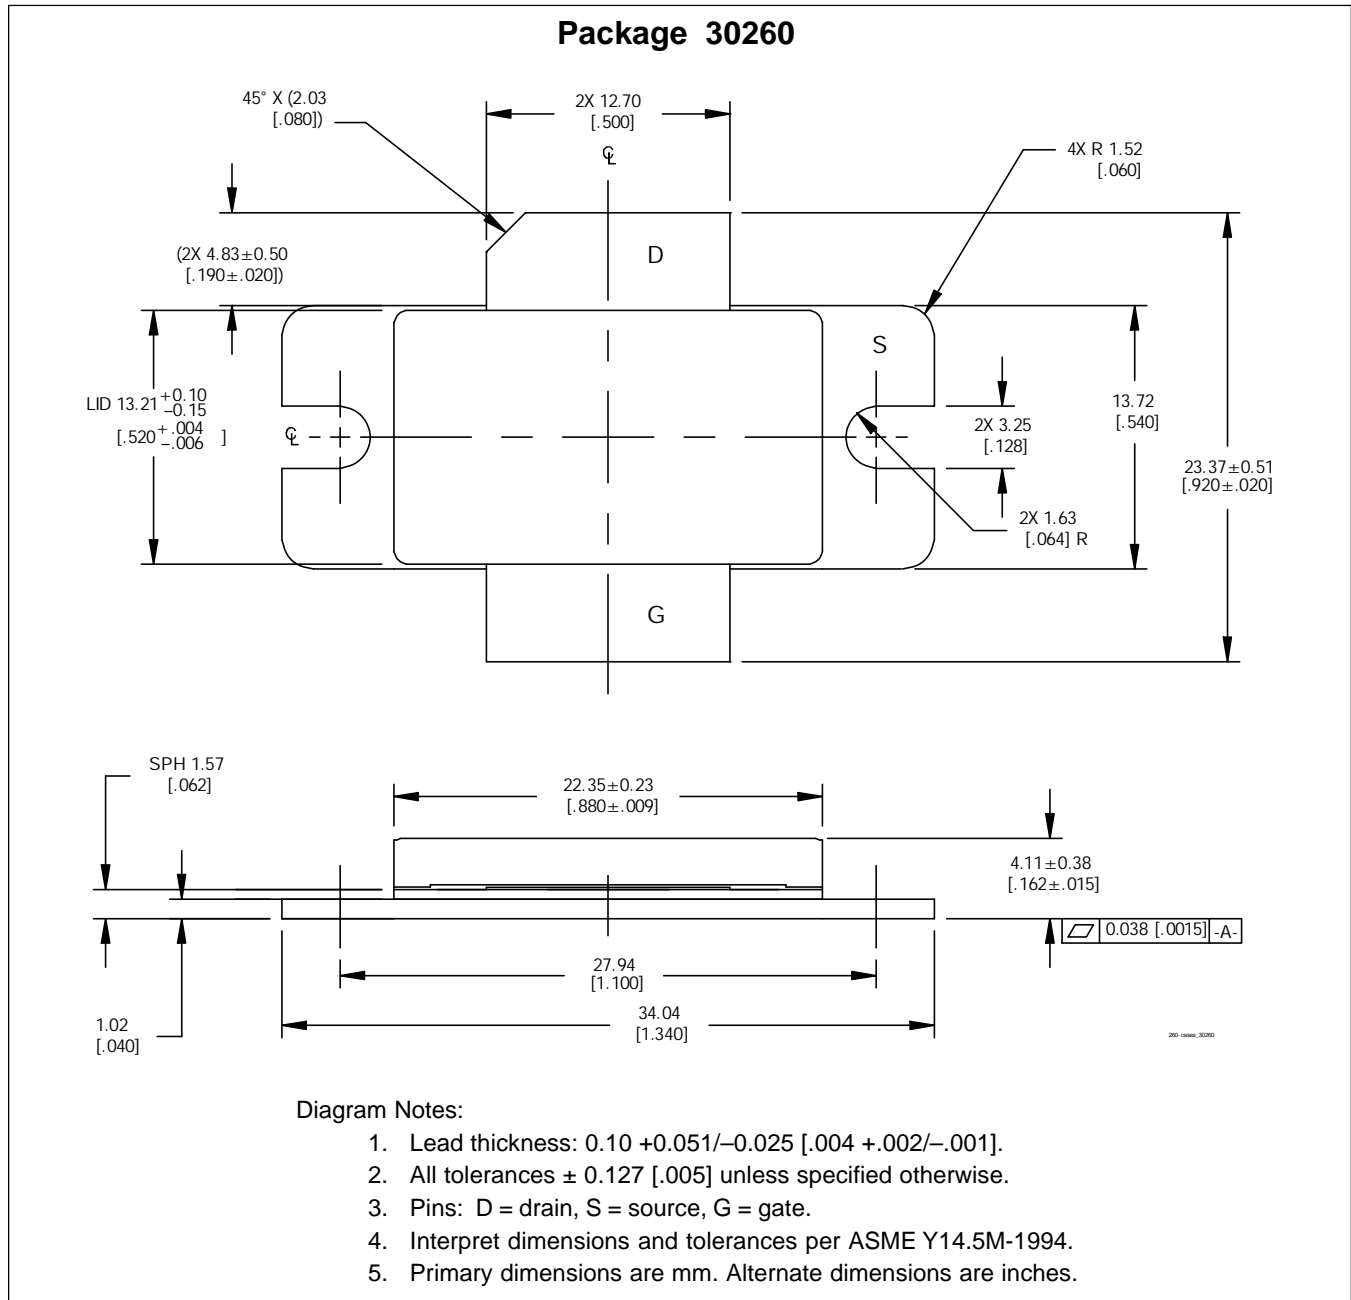 Package 30260
45° X (2.03
[.080])
2X 12.70
[.500]
℄
4X R 1.52
[.060]
(2X 4.83±0.50
[.190±.020])
D
S
LID 13.21 +0.10
–0.15
[.520 +.004
–.006 ]
℄
2X 3.25
[.128]
13.72
[.540]
23.37±0.51
[.920±.020]
2X 1.63
[.064] R
G
SPH 1.57
[.062]
22.35±0.23
[.880±.009]
4.11±0.38
[.162±.015]
0.038 [.0015] -A-
27.94
[1.100]
34.04
[1.340]
1.02
[.040]
260- cases_30260
Diagram Notes:
1. Lead thickness: 0.10 +0.051/–0.025 [.004 +.002/–.001].
2. All tolerances ± 0.127 [.005] unless specified otherwise.
3. Pins: D = drain, S = source, G = gate.
4. Interpret dimensions and tolerances per ASME Y14.5M-1994.
5. Primary dimensions are mm. Alternate dimensions are inches.